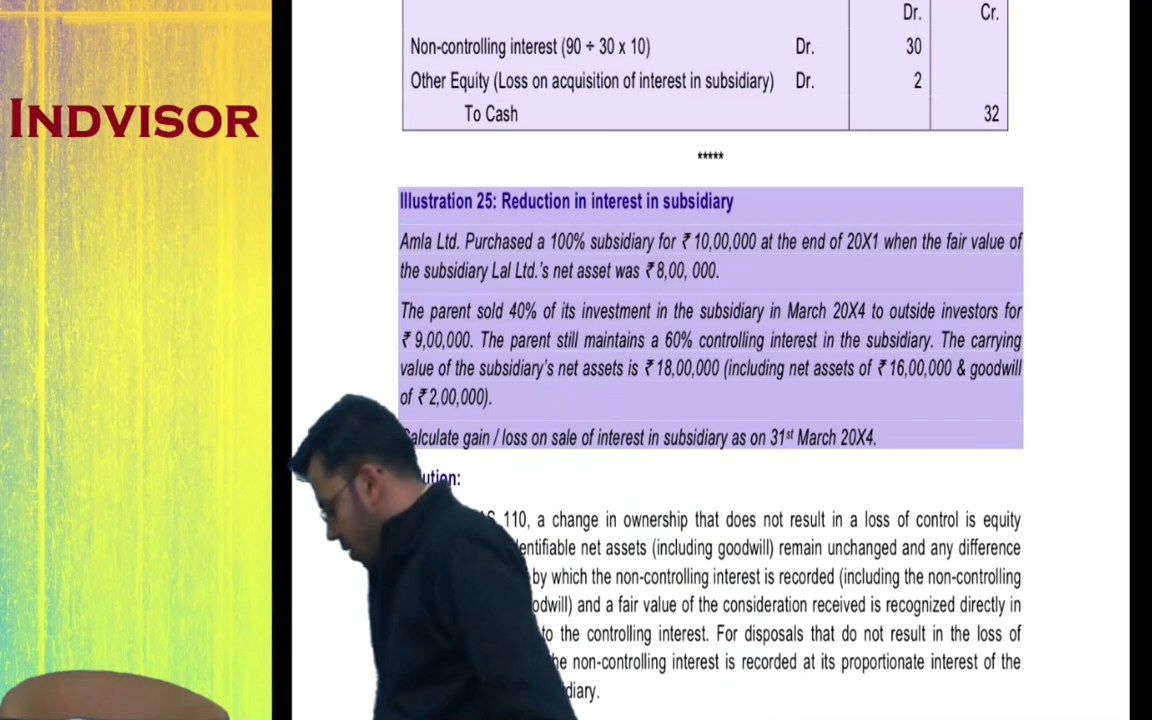 INDVISOR
Dr. Cr.
Non-controlling interest (90 ÷ 30 x 10) Dr. 30
Other Equity (Loss on acquisition of interest in subsidiary) Dr. 2
To Cash 32
*****
Illustration 25: Reduction in interest in subsidiary
Amla Ltd. Purchased a 100% subsidiary for ₹ 10,00,000 at the end of 20X1 when the fair value of
the subsidiary Lal Ltd.'s net asset was ₹ 8,00, 000.
The parent sold 40% of its investment in the subsidiary in March 20X4 to outside investors for
₹ 9,00,000. The parent still maintains a 60% controlling interest in the subsidiary. The carrying
value of the subsidiary's net assets is ₹ 18,00,000 (including net assets of ₹ 16,00,000 & goodwill
of ₹ 2,00,000).
alculate gain / loss on sale of interest in subsidiary as on 31st March 20X4.
ution:
110, a change in ownership that does not result in a loss of control is equity
entifiable net assets (including goodwill) remain unchanged and any difference
by which the non-controlling interest is recorded (including the non-controlling
odwill) and a fair value of the consideration received is recognized directly in
to the controlling interest. For disposals that do not result in the loss of
he non-controlling interest is recorded at its proportionate interest of the
diary.